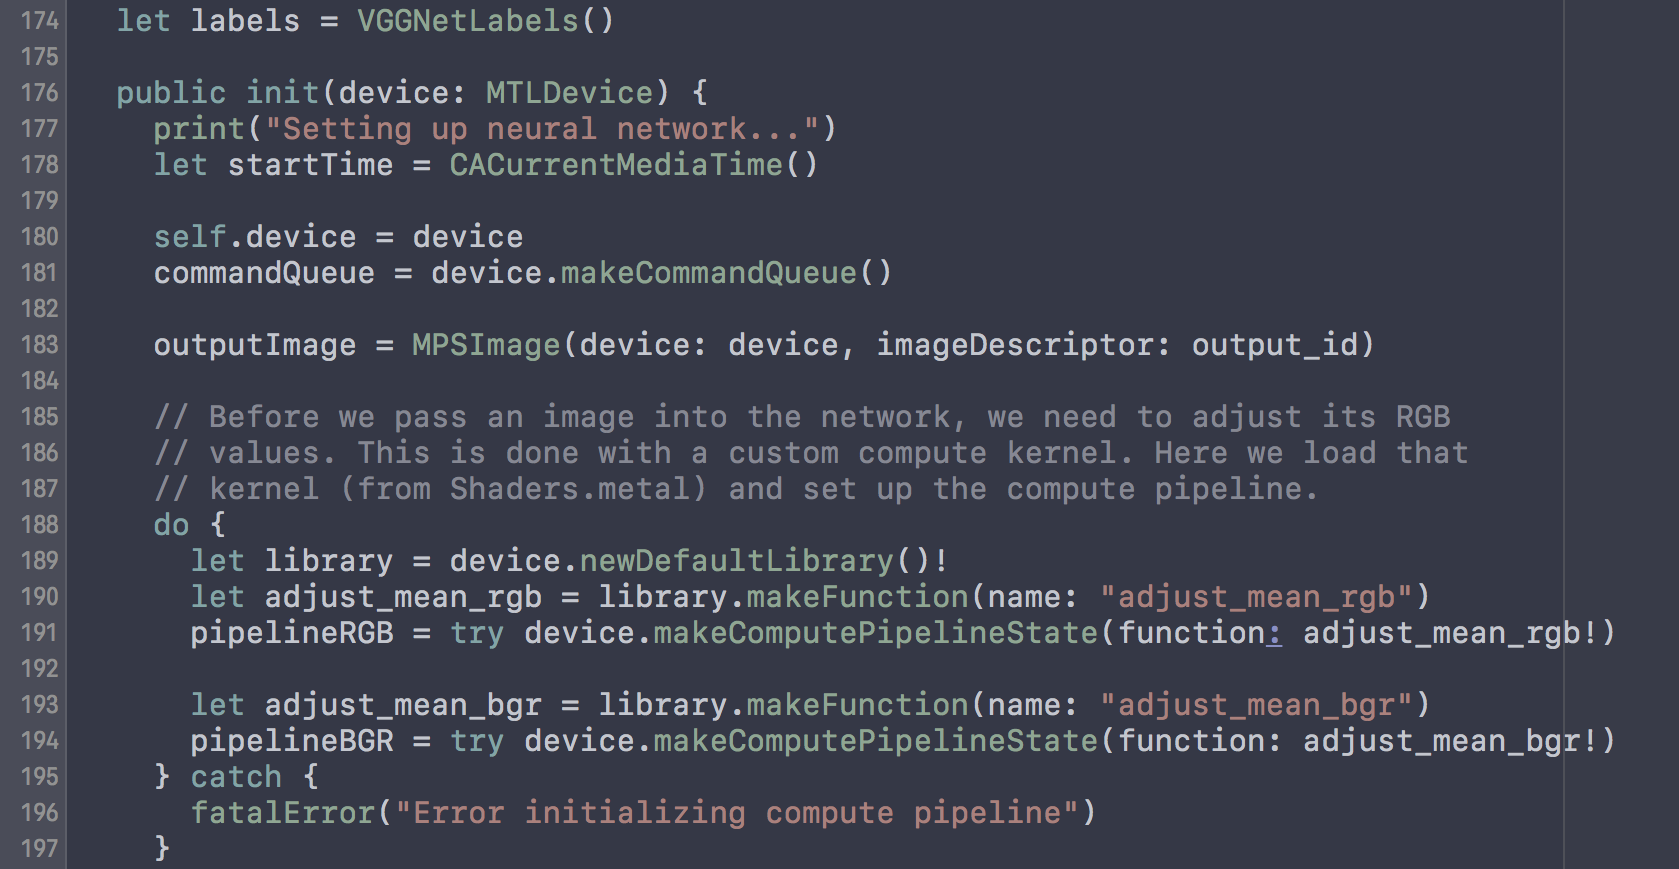 174 let labels = VGGNetLabels()
175
176 public init(device: MTLDevice) {
177 print("Setting up neural network...")
178 let startTime = CACurrentMediaTime()
179
180 self.device = device
181 commandQueue = device.makeCommandQueue()
182
183 outputImage = MPSImage(device: device, imageDescriptor: output_id)
184
185 // Before we pass an image into the network, we need to adjust its RGB
186 // values. This is done with a custom compute kernel. Here we load that
187 // kernel (from Shaders.metal) and set up the compute pipeline.
188 do {
189 let library = device.newDefaultLibrary()!
190 let adjust_mean_rgb = library.makeFunction(name: "adjust_mean_rgb")
191 pipelineRGB = try device.makeComputePipelineState(function: adjust_mean_rgb!)
192
193 let adjust_mean_bgr = library.makeFunction(name: "adjust_mean_bgr")
194 pipelineBGR = try device.makeComputePipelineState(function: adjust_mean_bgr!)
195 } catch {
196 fatalError("Error initializing compute pipeline")
197 }